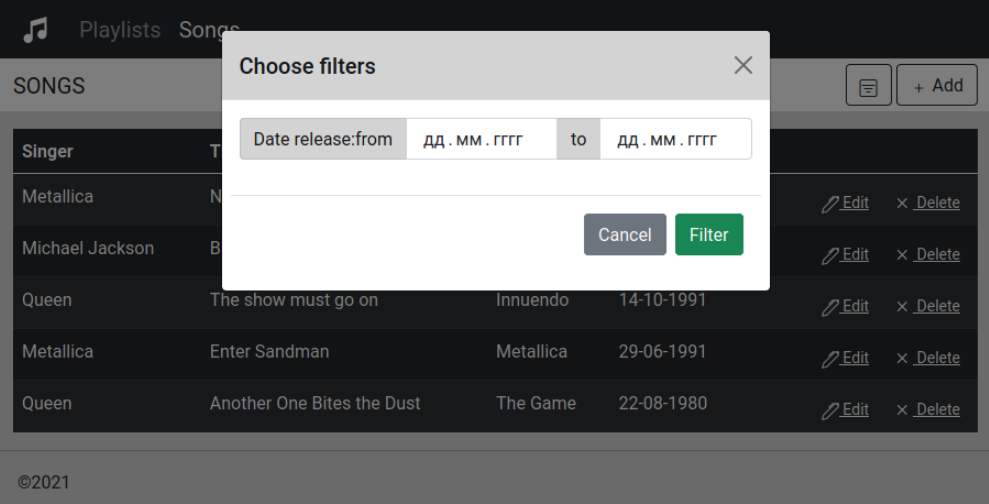 Playlists Songs
Choose filters
SONGS
+ Add
Date release:from дд . мм . гггг to дд . мм . гггг
Singer T
Metallica N Edit Delete
Cancel Filter
Michael Jackson B Edit Delete
Queen The show must go on Innuendo 14-10-1991 Edit Delete
Metallica Enter Sandman Metallica 29-06-1991 Edit Delete
Queen Another One Bites the Dust The Game 22-08-1980 Edit Delete
©2021